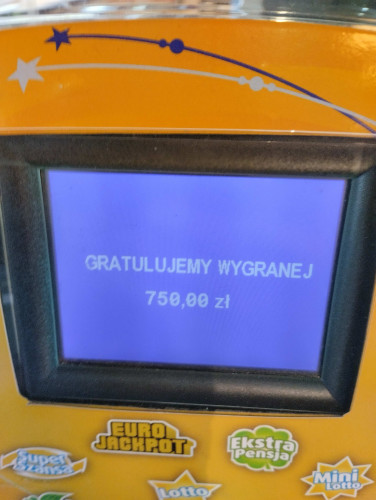 GRATULUJEMY WYGRANEJ
750,00 zł
EURO
JACKPOT
Ekstra
Pensja
Super
Szansa
Mini
Lotto
Lotto